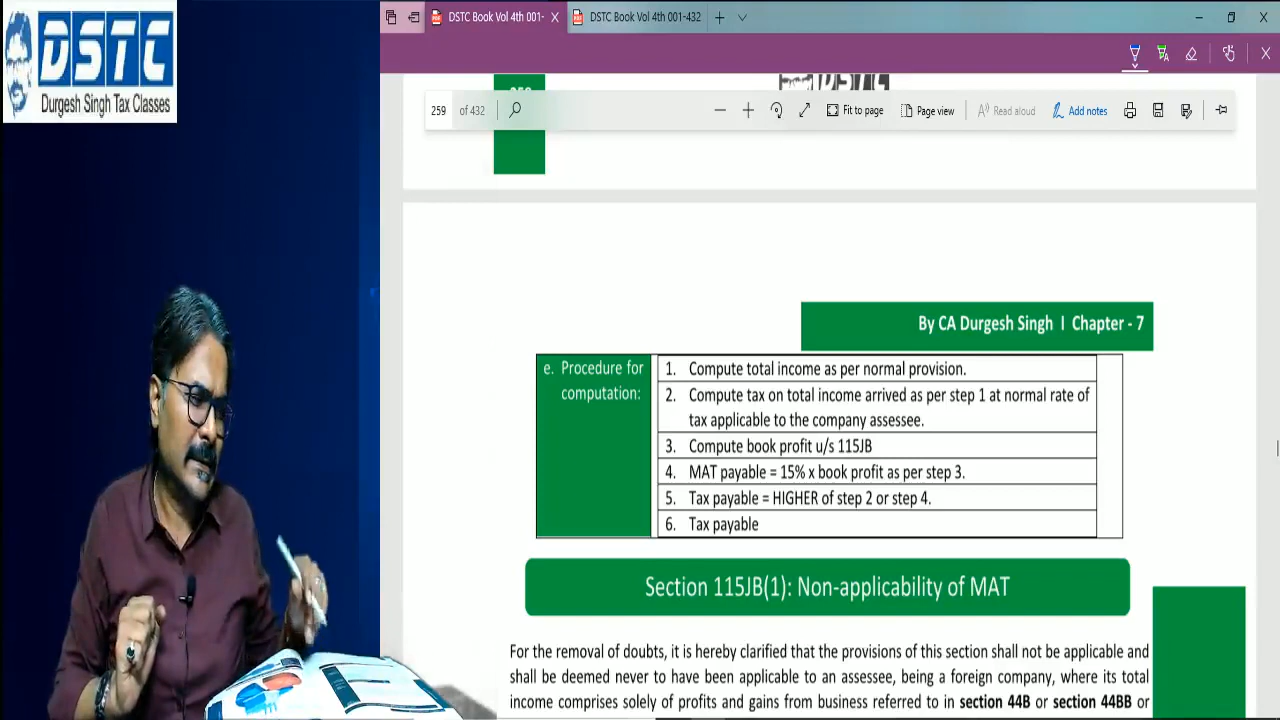 DSTC
Durgesh Singh Tax Classes
DSTC Book Vol 4th 001-
DSTC Book Vol 4th 001-432
259 of 432
Fit to page
Page view
Read aloud
Add notes
By CA Durgesh Singh I Chapter - 7
e. Procedure for computation:
1. Compute total income as per normal provision.
2. Compute tax on total income arrived as per step 1 at normal rate of
tax applicable to the company assessee.
3. Compute book profit u/s 115JB
4. MAT payable = 15% x book profit as per step 3.
5. Tax payable = HIGHER of step 2 or step 4.
6. Tax payable
Section 115JB(1): Non-applicability of MAT
For the removal of doubts, it is hereby clarified that the provisions of this section shall not be applicable and
shall be deemed never to have been applicable to an assessee, being a foreign company, where its total
income comprises solely of profits and gains from business referred to in section 44B or section 44BB or